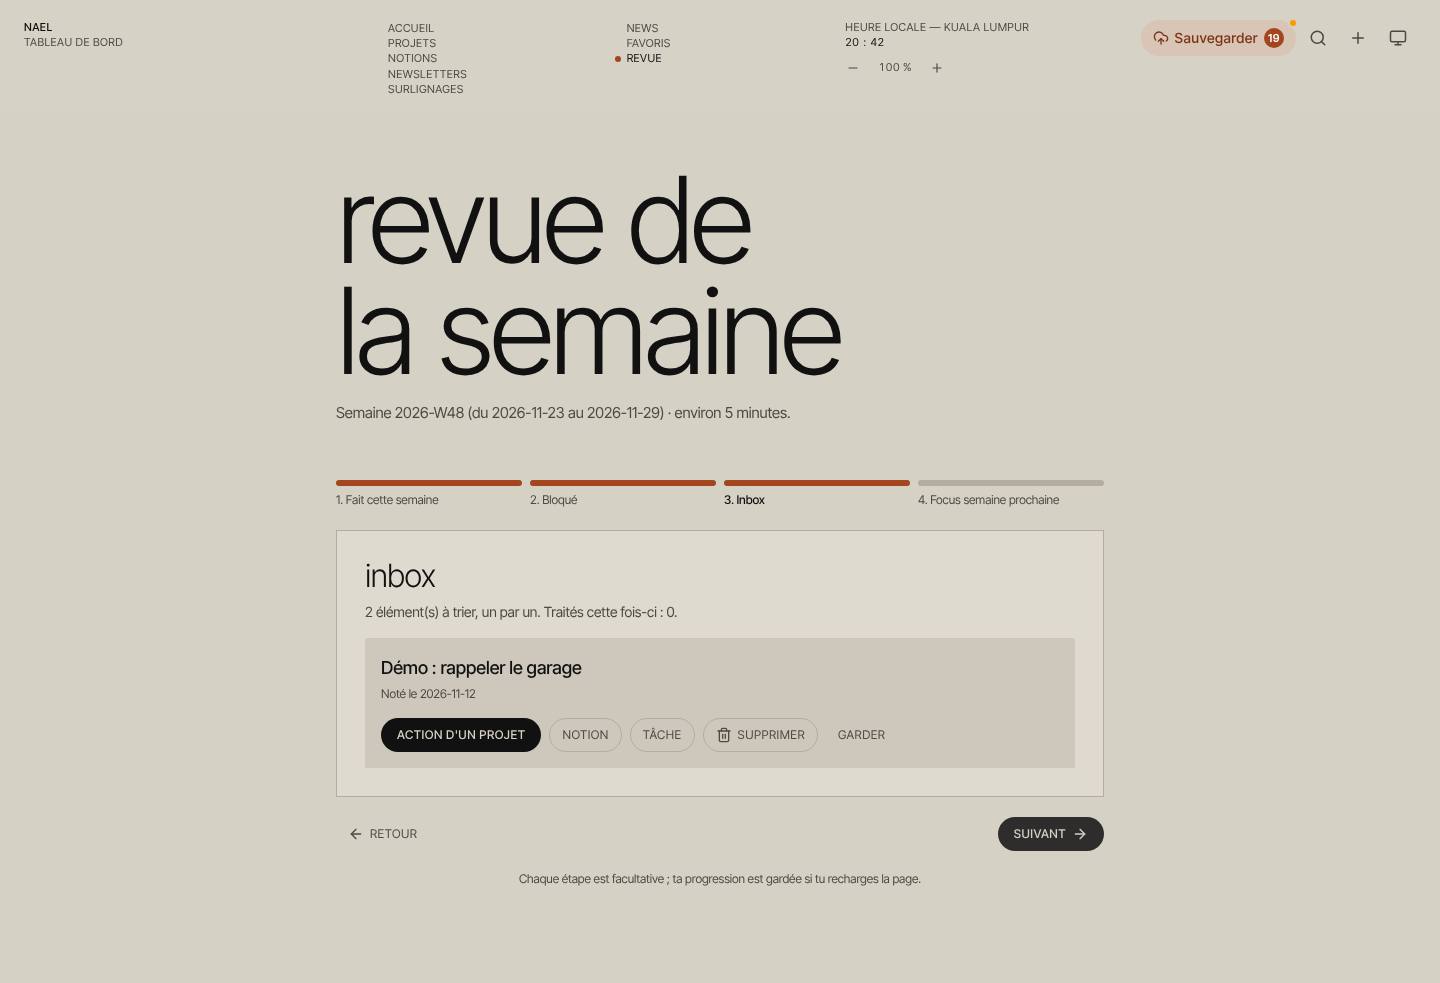 NAEL
TABLEAU DE BORD
ACCUEIL
PROJETS
NOTIONS
NEWSLETTERS
SURLIGNAGES
NEWS
FAVORIS
REVUE
HEURE LOCALE — KUALA LUMPUR
20 : 42
100 %
Sauvegarder 19
revue de
la semaine
Semaine 2026-W48 (du 2026-11-23 au 2026-11-29) · environ 5 minutes.
1. Fait cette semaine
2. Bloqué
3. Inbox
4. Focus semaine prochaine
inbox
2 élément(s) à trier, un par un. Traités cette fois-ci : 0.
Démo : rappeler le garage
Noté le 2026-11-12
ACTION D'UN PROJET
NOTION
TÂCHE
SUPPRIMER
GARDER
RETOUR
SUIVANT
Chaque étape est facultative ; ta progression est gardée si tu recharges la page.